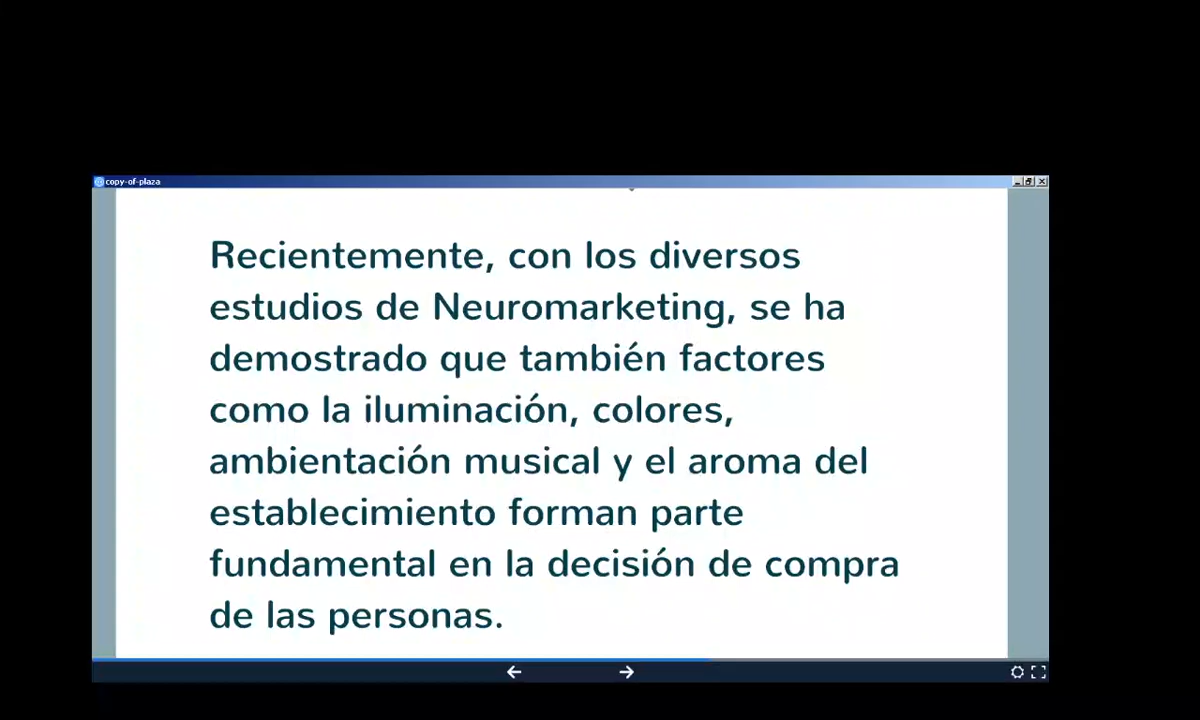 copy-of-plaza
Recientemente, con los diversos
estudios de Neuromarketing, se ha
demostrado que también factores
como la iluminación, colores,
ambientación musical y el aroma del
establecimiento forman parte
fundamental en la decisión de compra
de las personas.